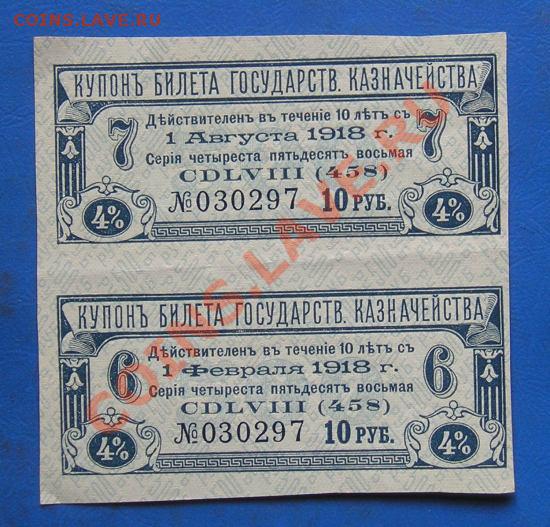 COINS.LAVE.RU
КУПОНЪ БИЛЕТА ГОСУДАРСТВ. КАЗНАЧЕЙСТВА
7 Дѣйствителенъ въ теченіе 10 лѣтъ съ 7
1 Августа 1918 г.
Серія четыреста пятьдесятъ восьмая
CDLVIII (458)
4% №030297 10 РУБ. 4%
КУПОНЪ БИЛЕТА ГОСУДАРСТВ. КАЗНАЧЕЙСТВА
6 Дѣйствителенъ въ теченіе 10 лѣтъ съ 6
1 Февраля 1918 г.
Серія четыреста пятьдесятъ восьмая
CDLVIII (458)
4% №030297 10 РУБ. 4%
COINS.LAVE.RU